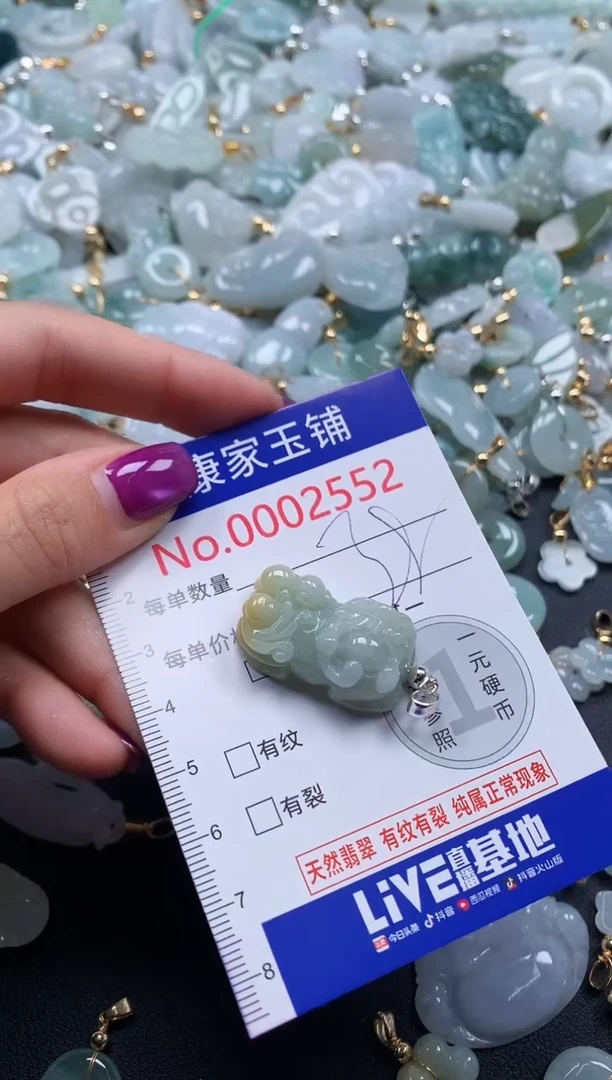 康家玉铺
No.0002552
每单数量
每单价
2
3
4
5
6
7
8
一元硬币
1
参照
有纹
有裂
天然翡翠 有纹有裂 纯属正常现象
LiVE直播基地
今日头条 抖音 西瓜视频 抖音火山版